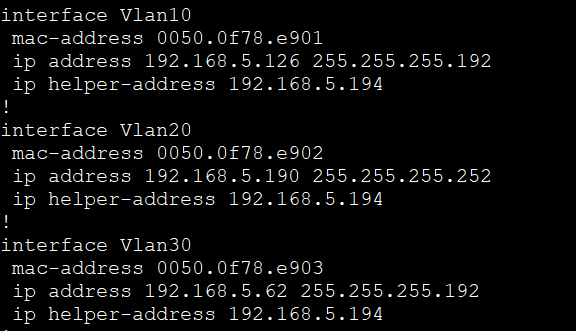 interface Vlan10
mac-address 0050.0f78.e901
ip address 192.168.5.126 255.255.255.192
ip helper-address 192.168.5.194
!
interface Vlan20
mac-address 0050.0f78.e902
ip address 192.168.5.190 255.255.255.252
ip helper-address 192.168.5.194
!
interface Vlan30
mac-address 0050.0f78.e903
ip address 192.168.5.62 255.255.255.192
ip helper-address 192.168.5.194